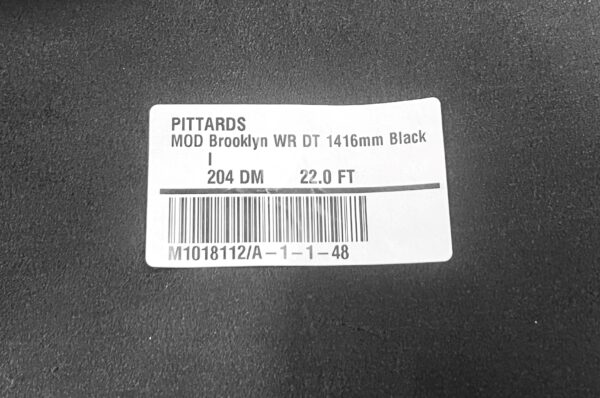 PITTARDS
MOD Brooklyn WR DT 1416mm Black
I
204 DM 22.0 FT
M1018112/A-1-1-48